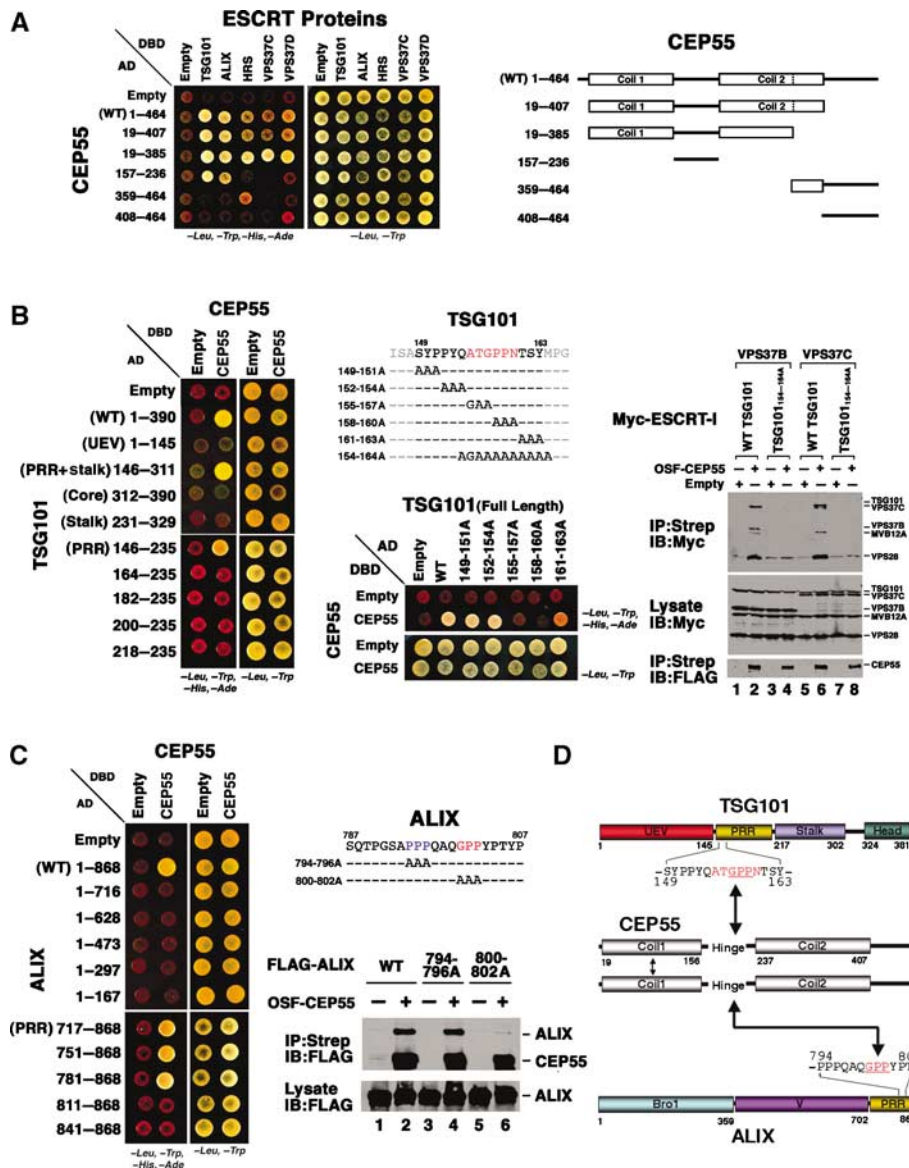 A
ESCRT Proteins
DBD
AD
Empty
TSG101
ALIX
HRS
VPS37C
VPS37D
Empty
TSG101
ALIX
HRS
VPS37C
VPS37D
CEP55
Empty
(WT) 1–464
19–407
19–385
157–236
359–464
408–464
–Leu, –Trp, –His, –Ade
–Leu, –Trp
CEP55
(WT) 1–464
Coil 1
Coil 2
19–407
Coil 1
Coil 2
19–385
Coil 1
157–236
359–464
408–464
B
CEP55
DBD
AD
Empty
CEP55
Empty
CEP55
TSG101
Empty
(WT) 1–390
(UEV) 1–145
(PRR+stalk) 146–311
(Core) 312–390
(Stalk) 231–329
(PRR) 146–235
164–235
182–235
200–235
218–235
–Leu, –Trp,
–His, –Ade
–Leu, –Trp
TSG101
149
163
ISASYPPYQATGPPNTSYMPG
149-151A
AAA
152-154A
AAA
155-157A
GAA
158-160A
AAA
161-163A
AAA
154-164A
AGAAAAAAAAA
TSG101(Full Length)
AD
DBD
Empty
WT
149-151A
152-154A
155-157A
158-160A
161-163A
CEP55
Empty
CEP55
–Leu, –Trp,
–His, –Ade
Empty
CEP55
–Leu, –Trp
VPS37B
VPS37C
Myc-ESCRT-I
WT TSG101
TSG101154–164A
WT TSG101
TSG101154–164A
OSF-CEP55
– + – + – + – +
Empty
+ – + – + – + –
IP:Strep
IB:Myc
TSG101
VPS37C
VPS37B
MVB12A
VPS28
Lysate
IB:Myc
TSG101
VPS37C
VPS37B
MVB12A
VPS28
IP:Strep
IB:FLAG
CEP55
1 2 3 4 5 6 7 8
C
CEP55
DBD
AD
Empty
CEP55
Empty
CEP55
ALIX
Empty
(WT) 1–868
1–716
1–628
1–473
1–297
1–167
(PRR) 717–868
751–868
781–868
811–868
841–868
–Leu, –Trp,
–His, –Ade
–Leu, –Trp
ALIX
787
807
SQTPGSAPPPQAQGPPYPTYP
794-796A
AAA
800-802A
AAA
FLAG-ALIX
WT
794-796A
800-802A
OSF-CEP55
– + – + – +
IP:Strep
IB:FLAG
ALIX
CEP55
Lysate
IB:FLAG
ALIX
1 2 3 4 5 6
D
TSG101
UEV
PRR
Stalk
Head
1
145
217
302
324
381
-SYPPYQATGPPNTSY-
149
163
CEP55
Coil1
Hinge
Coil2
19
156
237
407
Coil1
Hinge
Coil2
794
-PPPQAQGPPYPT
Bro1
V
PRR
1
359
702
ALIX